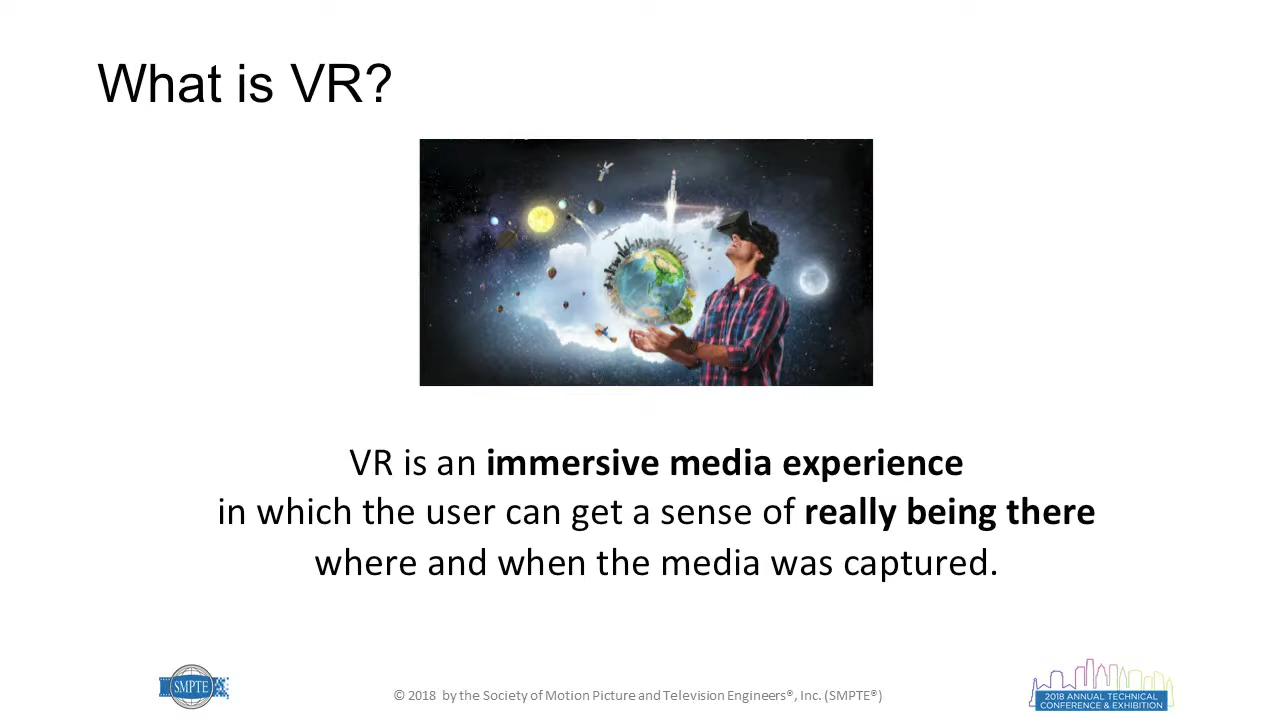 What is VR?
VR is an immersive media experience
in which the user can get a sense of really being there
where and when the media was captured.
SMPTE
© 2018 by the Society of Motion Picture and Television Engineers®, Inc. (SMPTE®)
2018 ANNUAL TECHNICAL
CONFERENCE & EXHIBITION